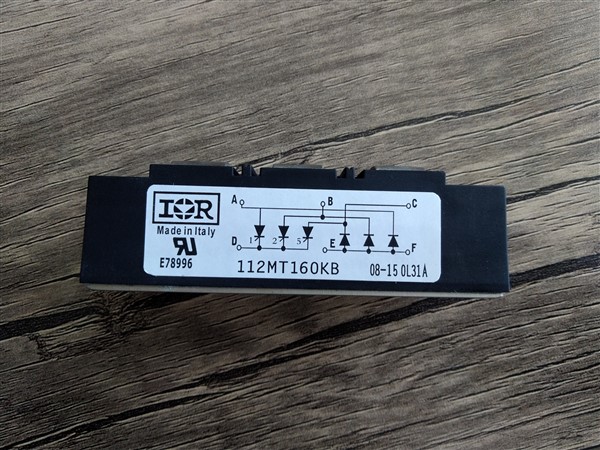 IOR
Made in Italy
E78996
A B C
D 1 2 5 E F
112MT160KB 08-15 0L31A